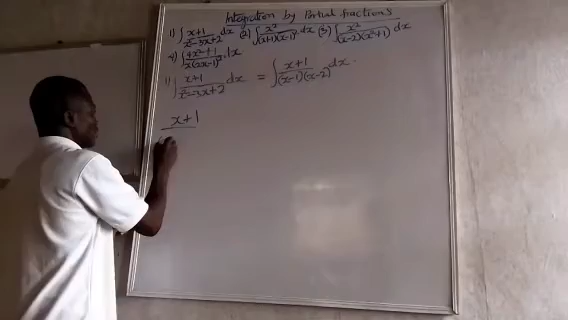 Integration by Partial fractions
1) ∫ x+1/x²-3x+2 dx (2) ∫ x²/(x+1)(x-1)² dx (3) ∫ x²/(x-2)(x²+1) dx
4) ∫ 4x²+1/x(2x-1)² dx
1) ∫ x+1/x²-3x+2 dx = ∫ x+1/(x-1)(x-2) dx.
x+1